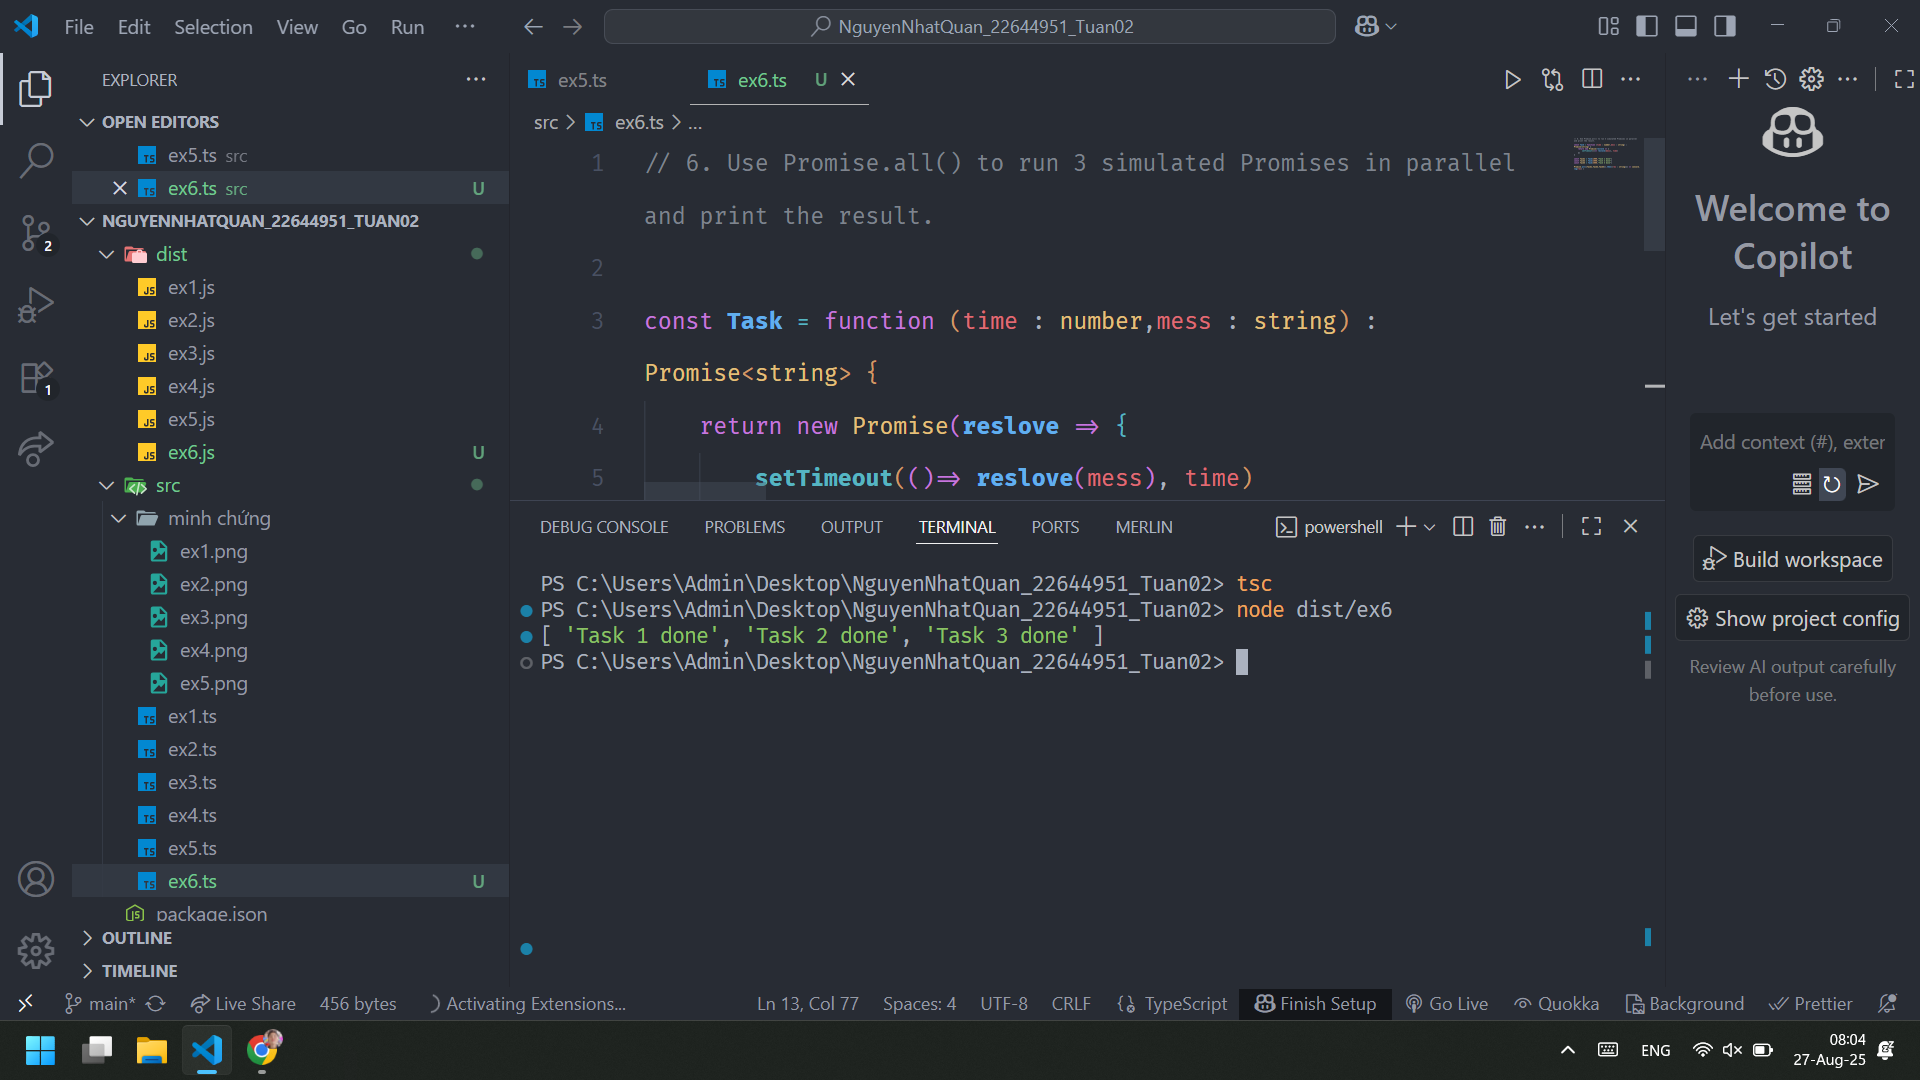 File Edit Selection View Go Run ···
NguyenNhatQuan_22644951_Tuan02
EXPLORER
OPEN EDITORS
ex5.ts src
ex6.ts src U
NGUYENNHATQUAN_22644951_TUAN02
dist
ex1.js
ex2.js
ex3.js
ex4.js
ex5.js
ex6.js U
src
minh chứng
ex1.png
ex2.png
ex3.png
ex4.png
ex5.png
ex1.ts
ex2.ts
ex3.ts
ex4.ts
ex5.ts
ex6.ts U
package.json
OUTLINE
TIMELINE
2
1
ex5.ts
ex6.ts U
src > ex6.ts > ...
1 // 6. Use Promise.all() to run 3 simulated Promises in parallel
and print the result.
2
3 const Task = function (time : number,mess : string) :
Promise<string> {
4 return new Promise(reslove => {
5 setTimeout(()=> reslove(mess), time)
DEBUG CONSOLE PROBLEMS OUTPUT TERMINAL PORTS MERLIN
powershell
PS C:\Users\Admin\Desktop\NguyenNhatQuan_22644951_Tuan02> tsc
PS C:\Users\Admin\Desktop\NguyenNhatQuan_22644951_Tuan02> node dist/ex6
[ 'Task 1 done', 'Task 2 done', 'Task 3 done' ]
PS C:\Users\Admin\Desktop\NguyenNhatQuan_22644951_Tuan02>
Welcome to
Copilot
Let's get started
Add context (#), exter
Build workspace
Show project config
Review AI output carefully
before use.
main* Live Share 456 bytes Activating Extensions... Ln 13, Col 77 Spaces: 4 UTF-8 CRLF {} TypeScript Finish Setup Go Live Quokka Background Prettier
ENG
08:04
27-Aug-25